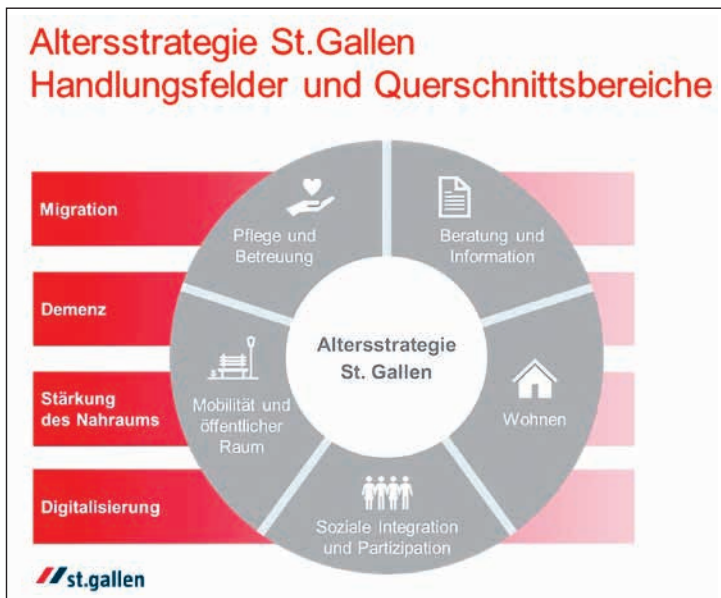 Altersstrategie St.Gallen
Handlungsfelder und Querschnittsbereiche
Migration
Demenz
Stärkung
des Nahraums
Digitalisierung
Pflege und
Betreuung
Beratung und
Information
Mobilität und
öffentlicher
Raum
Wohnen
Soziale Integration
und Partizipation
Altersstrategie
St. Gallen
st.gallen